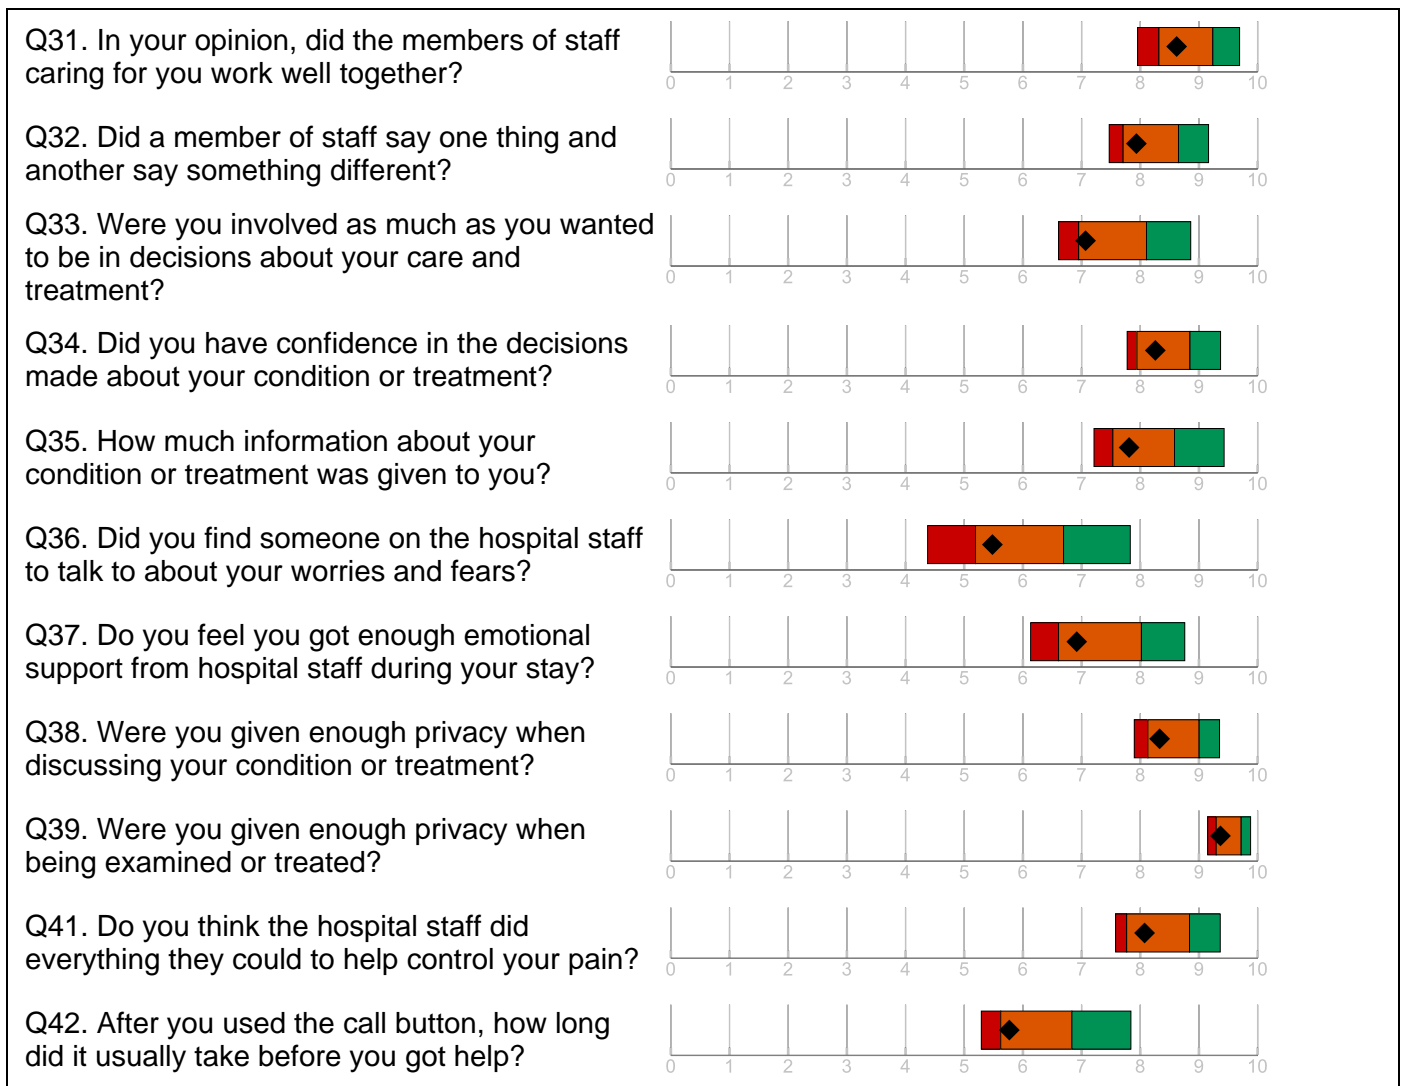 Q31. In your opinion, did the members of staff
caring for you work well together?
0 1 2 3 4 5 6 7 8 9 10
Q32. Did a member of staff say one thing and
another say something different?
0 1 2 3 4 5 6 7 8 9 10
Q33. Were you involved as much as you wanted
to be in decisions about your care and
treatment?
0 1 2 3 4 5 6 7 8 9 10
Q34. Did you have confidence in the decisions
made about your condition or treatment?
0 1 2 3 4 5 6 7 8 9 10
Q35. How much information about your
condition or treatment was given to you?
0 1 2 3 4 5 6 7 8 9 10
Q36. Did you find someone on the hospital staff
to talk to about your worries and fears?
0 1 2 3 4 5 6 7 8 9 10
Q37. Do you feel you got enough emotional
support from hospital staff during your stay?
0 1 2 3 4 5 6 7 8 9 10
Q38. Were you given enough privacy when
discussing your condition or treatment?
0 1 2 3 4 5 6 7 8 9 10
Q39. Were you given enough privacy when
being examined or treated?
0 1 2 3 4 5 6 7 8 9 10
Q41. Do you think the hospital staff did
everything they could to help control your pain?
0 1 2 3 4 5 6 7 8 9 10
Q42. After you used the call button, how long
did it usually take before you got help?
0 1 2 3 4 5 6 7 8 9 10